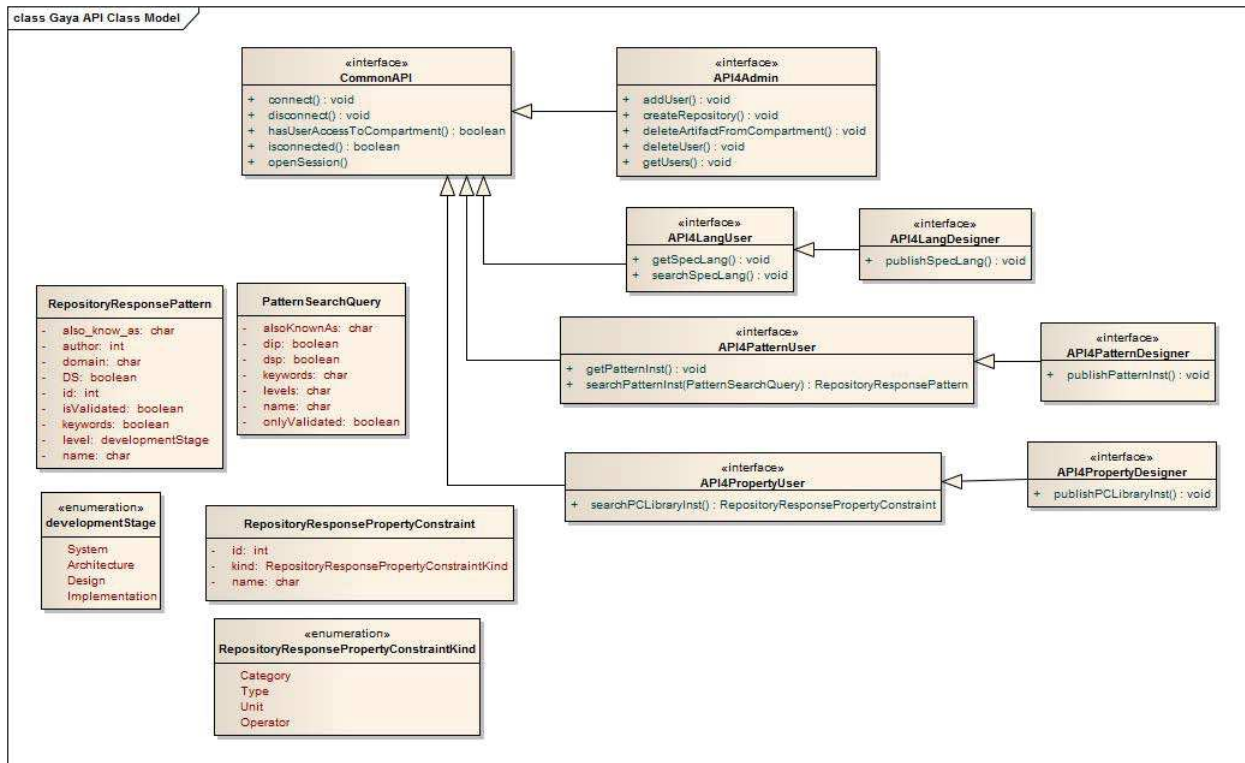 class Gaya API Class Model
«interface»
CommonAPI
+ connect() : void
+ disconnect() : void
+ hasUserAccessToCompartment() : boolean
+ isconnected() : boolean
+ openSession()
«interface»
API4Admin
+ addUser() : void
+ createRepository() : void
+ deleteArtifactFromCompartment() : void
+ deleteUser() : void
+ getUsers() : void
«interface»
API4LangUser
+ getSpecLang() : void
+ searchSpecLang() : void
«interface»
API4LangDesigner
+ publishSpecLang() : void
RepositoryResponsePattern
- also_know_as: char
- author: int
- domain: char
- DS: boolean
- id: int
- isValidated: boolean
- keywords: boolean
- level: developmentStage
- name: char
PatternSearchQuery
- alsoKnownAs: char
- dip: boolean
- dsp: boolean
- keywords: char
- levels: char
- name: char
- onlyValidated: boolean
«interface»
API4PatternUser
+ getPatternInst() : void
+ searchPatternInst(PatternSearchQuery) : RepositoryResponsePattern
«interface»
API4PatternDesigner
+ publishPatternInst() : void
«interface»
API4PropertyUser
+ searchPCLibraryInst() : RepositoryResponsePropertyConstraint
«interface»
API4PropertyDesigner
+ publishPCLibraryInst() : void
«enumeration»
developmentStage
System
Architecture
Design
Implementation
RepositoryResponsePropertyConstraint
- id: int
- kind: RepositoryResponsePropertyConstraintKind
- name: char
«enumeration»
RepositoryResponsePropertyConstraintKind
Category
Type
Unit
Operator